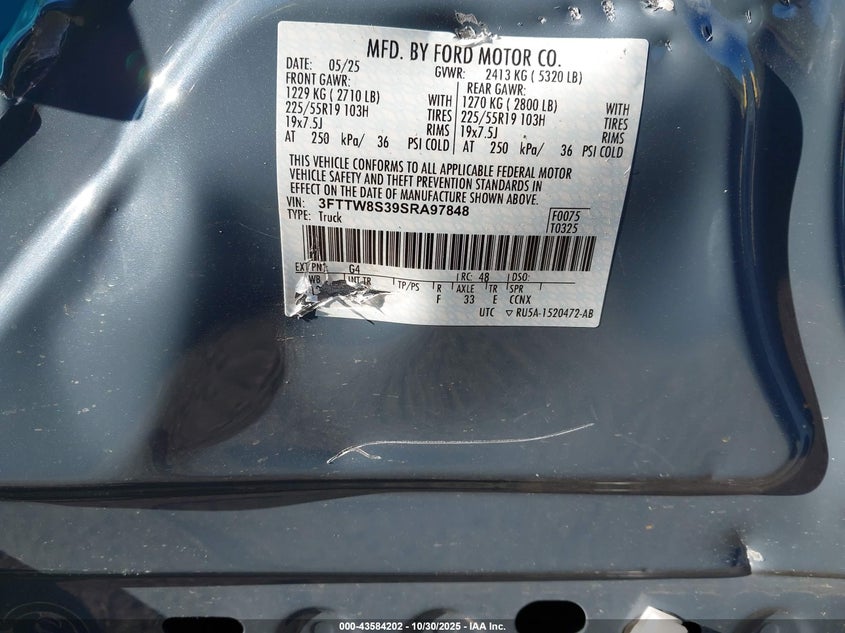 MFD. BY FORD MOTOR CO.
DATE: 05/25 GVWR: 2413 KG ( 5320 LB)
FRONT GAWR: REAR GAWR:
1229 KG ( 2710 LB) WITH 1270 KG ( 2800 LB) WITH
225/55R19 103H TIRES 225/55R19 103H TIRES
19x7.5J RIMS 19x7.5J RIMS
AT 250 kPa/ 36 PSI COLD AT 250 kPa/ 36 PSI COLD
THIS VEHICLE CONFORMS TO ALL APPLICABLE FEDERAL MOTOR
VEHICLE SAFETY AND THEFT PREVENTION STANDARDS IN
EFFECT ON THE DATE OF MANUFACTURE SHOWN ABOVE.
VIN: 3FTTW8S39SRA97848 F0075
TYPE: Truck T0325
EXT PNT: G4 RC: 48 DSO:
WB INT TR TP/PS R AXLE TR SPR
F 33 E CCNX
UTC ▽ RU5A-1520472-AB
000-43584202 - 10/30/2025 - IAA Inc.